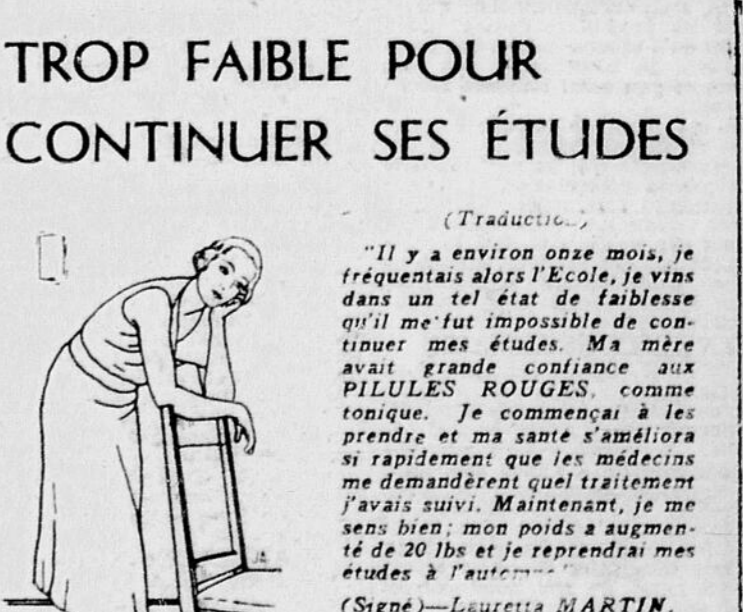 TROP FAIBLE POUR
CONTINUER SES ÉTUDES
(Traduction)
"Il y a environ onze mois, je
fréquentais alors l'Ecole, je vins
dans un tel état de faiblesse
qu'il me fut impossible de con-
tinuer mes études. Ma mère
avait grande confiance aux
PILULES ROUGES, comme
tonique. Je commençai à les
prendre et ma santé s'améliora
si rapidement que les médecins
me demandèrent quel traitement
j'avais suivi. Maintenant, je me
sens bien; mon poids a augmen-
té de 20 lbs et je reprendrai mes
études à l'automne"
(Signé)—Lauretta MARTIN